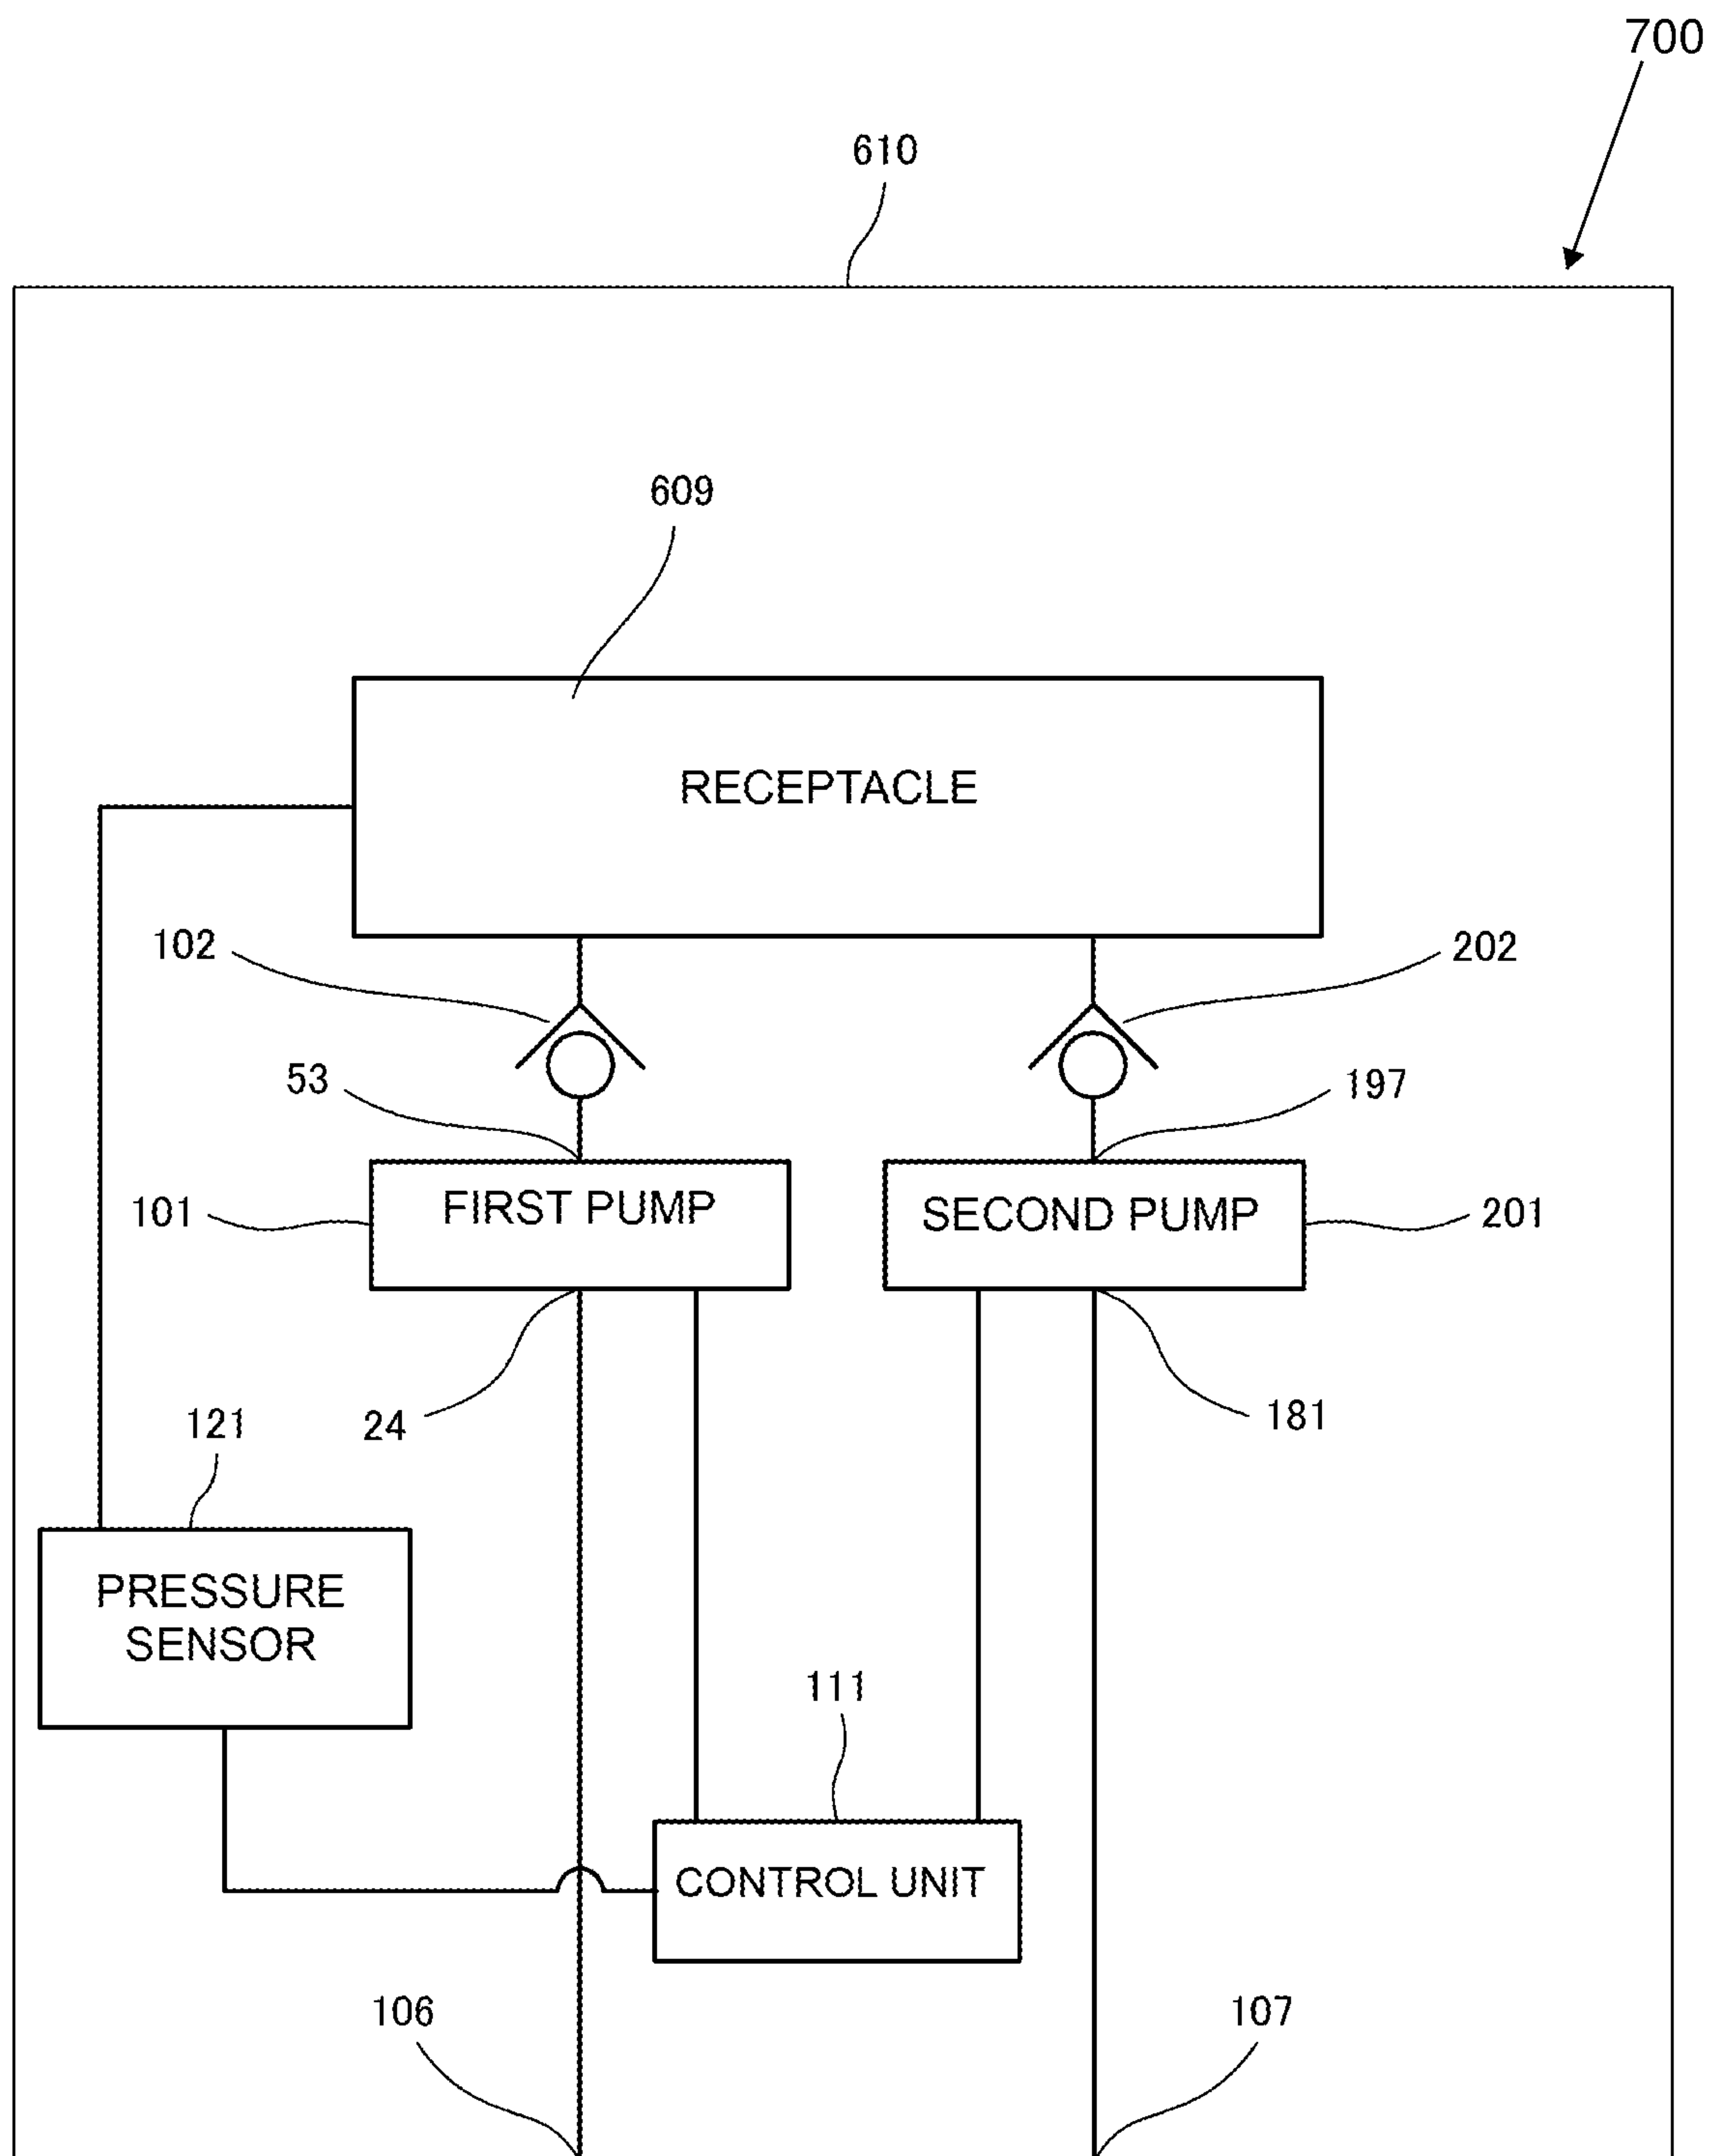 700
610
609
RECEPTACLE
102
202
53
197
101
FIRST PUMP
SECOND PUMP
201
24
181
121
PRESSURE
SENSOR
111
CONTROL UNIT
106
107